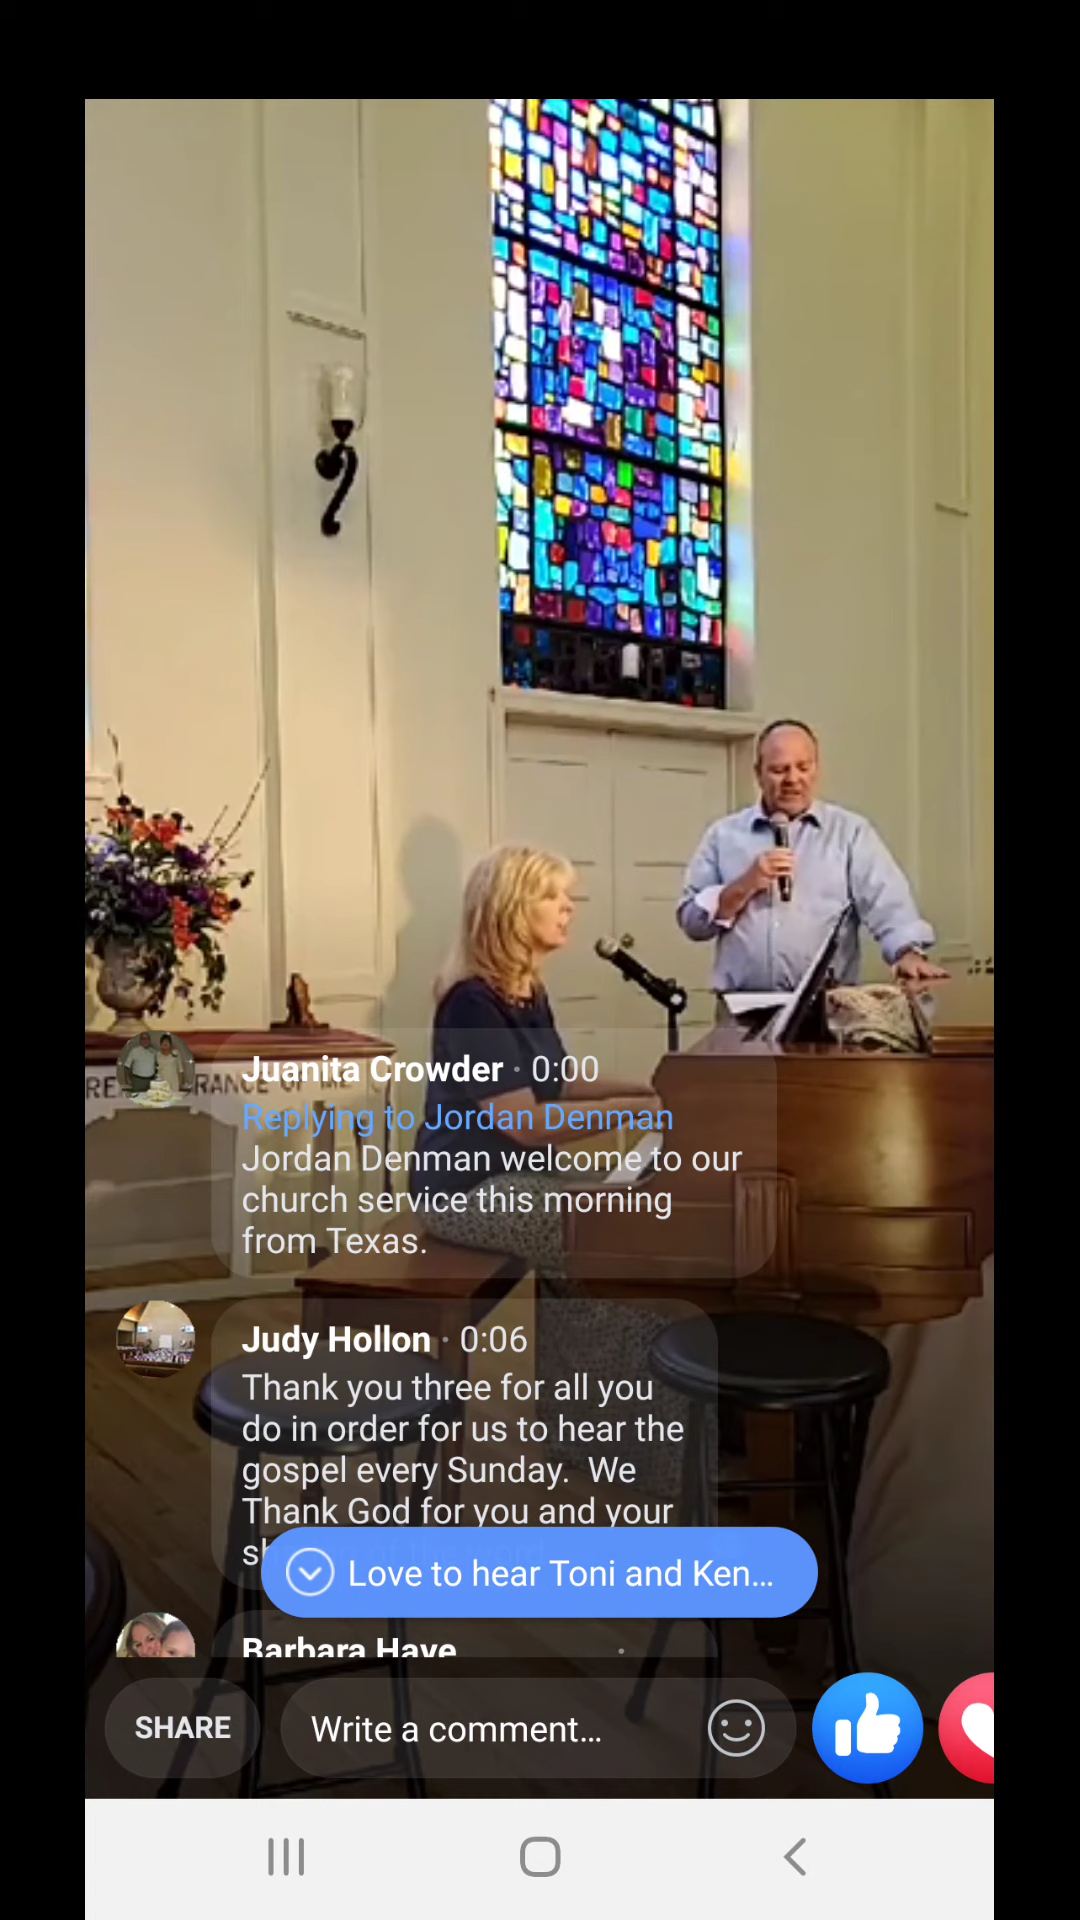 Juanita Crowder · 0:00
Replying to Jordan Denman
Jordan Denman welcome to our
church service this morning
from Texas.
Judy Hollon · 0:06
Thank you three for all you
do in order for us to hear the
gospel every Sunday. We
Thank God for you and your
Love to hear Toni and Ken...
Barbara Haye
SHARE
Write a comment...